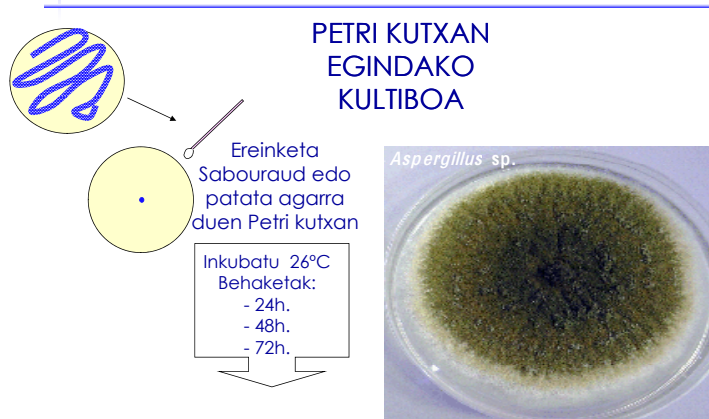 PETRI KUTXAN
EGINDAKO
KULTIBOA
Ereinketa
Sabouraud edo
patata agarra
duen Petri kutxan
Inkubatu 26ºC
Behaketak:
- 24h.
- 48h.
- 72h.
Aspergillus sp.